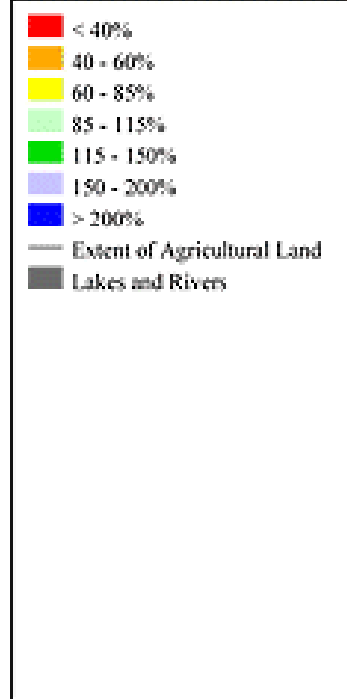 < 40%
40 - 60%
60 - 85%
85 - 115%
115 - 150%
150 - 200%
> 200%
Extent of Agricultural Land
Lakes and Rivers